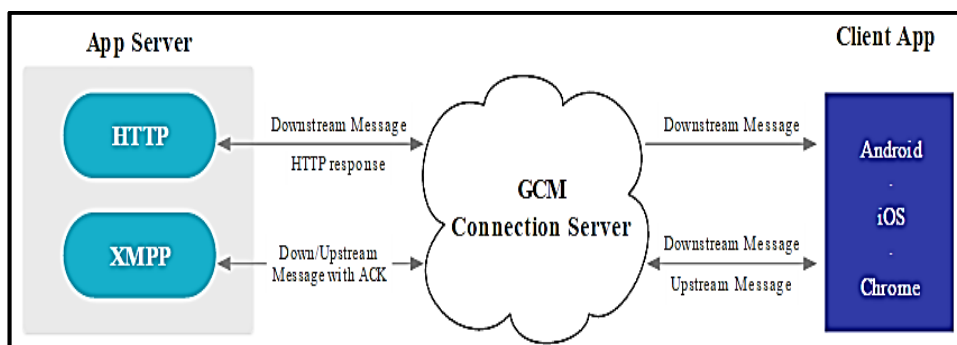 App Server
Client App
HTTP
Downstream Message
HTTP response
XMPP
Down/Upstream
Message with ACK
GCM
Connection Server
Downstream Message
Downstream Message
Upstream Message
Android
-
iOS
-
Chrome